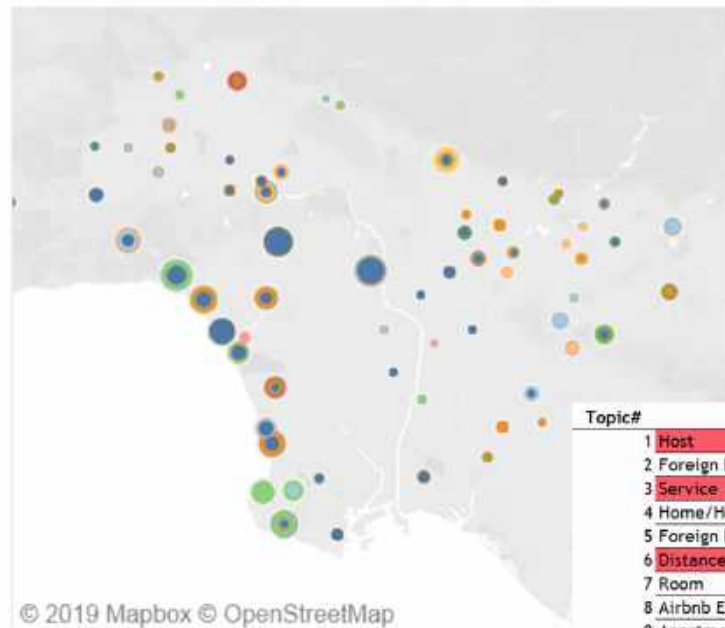 Topic#
1 Host
2 Foreign
3 Service
4 Home/H
5 Foreign
6 Distance
7 Room
8 Airbnb E
© 2019 Mapbox © OpenStreetMap